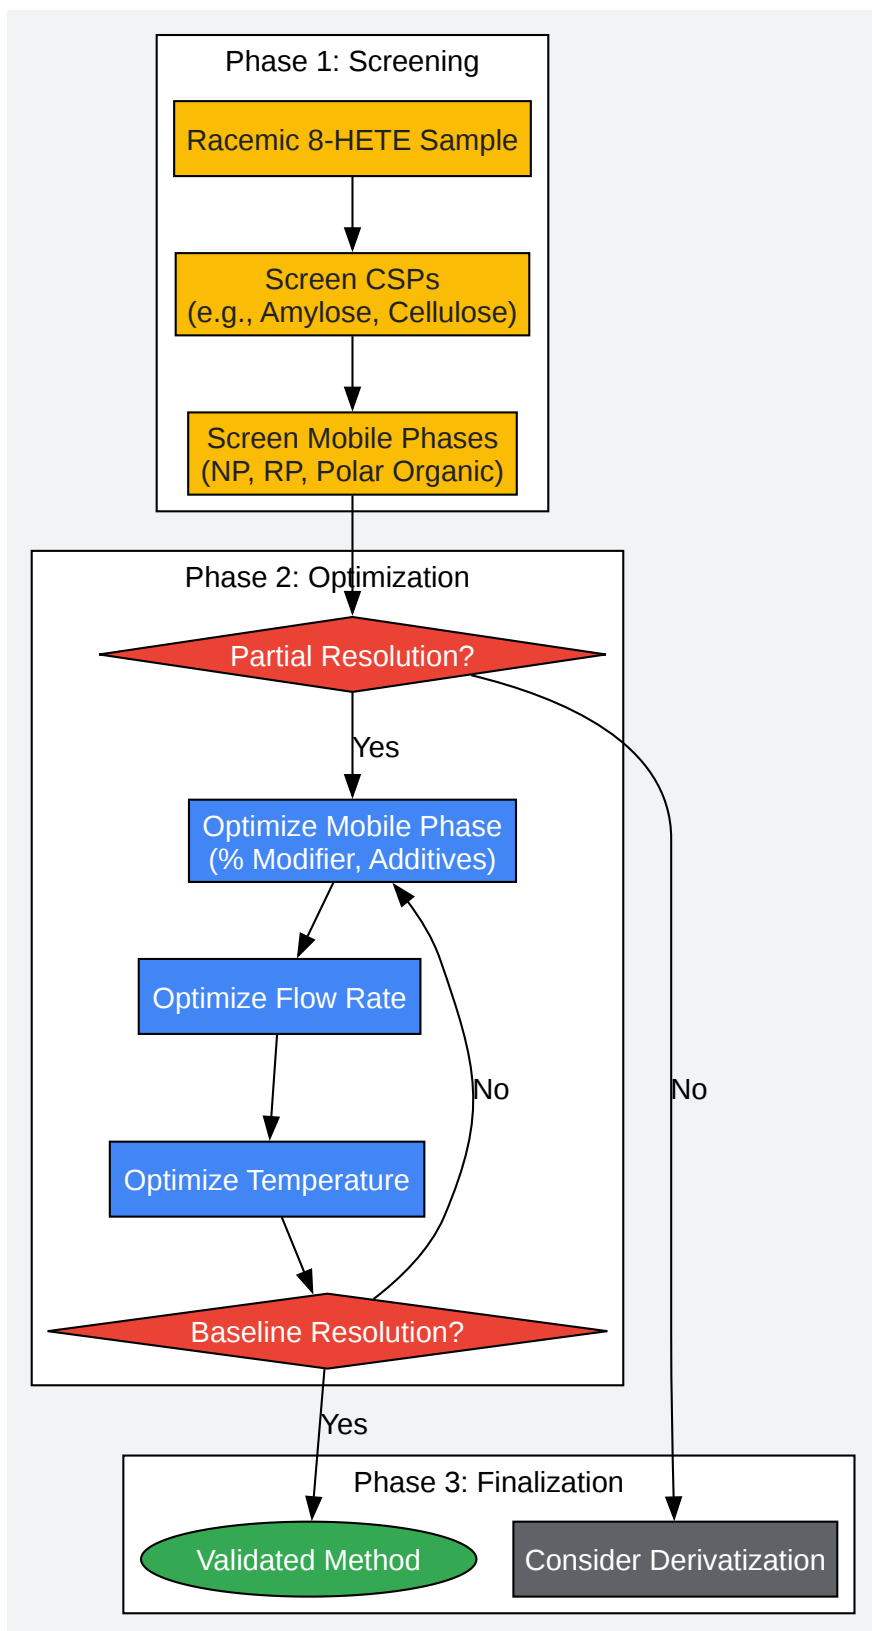 Phase 1: Screening
Racemic 8-HETE Sample
Screen CSPs
(e.g., Amylose, Cellulose)
Screen Mobile Phases
(NP, RP, Polar Organic)
Phase 2: Optimization
Partial Resolution?
Yes
Optimize Mobile Phase
(% Modifier, Additives)
Optimize Flow Rate
No
No
Optimize Temperature
Baseline Resolution?
Yes
Phase 3: Finalization
Validated Method
Consider Derivatization